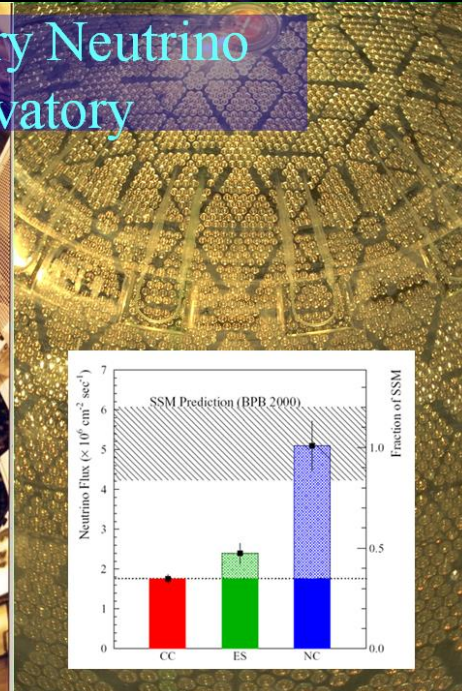 ry Neutrino
vatory
7
6
5
4
3
2
1
0
Neutrino Flux (× 10⁶ cm⁻² sec⁻¹)
SSM Prediction (BPB 2000)
1.0
0.5
0.0
Fraction of SSM
CC ES NC